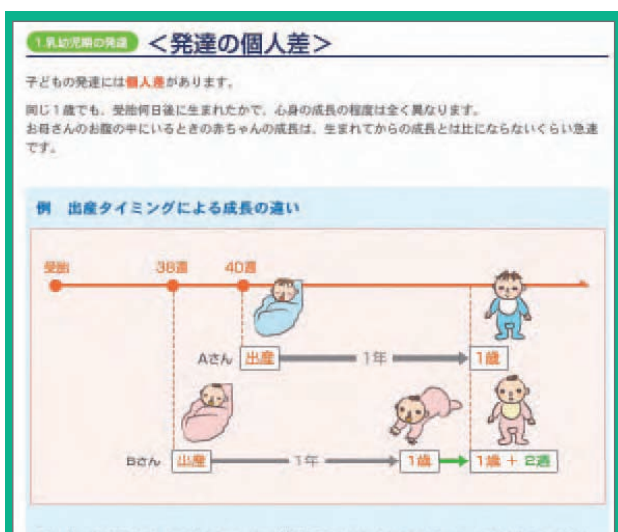 1.乳幼児期の発達 <発達の個人差>
子どもの発達には個人差があります。
同じ1歳でも、受胎何日後に生まれたかで、心身の成長の程度は全く異なります。
お母さんのお腹の中にいるときの赤ちゃんの成長は、生まれてからの成長とは比にならないくらい急速
です。
例 出産タイミングによる成長の違い
受胎 38週 40週
Aさん 出産 1年 1歳
Bさん 出産 1年 1歳 1歳 + 2週